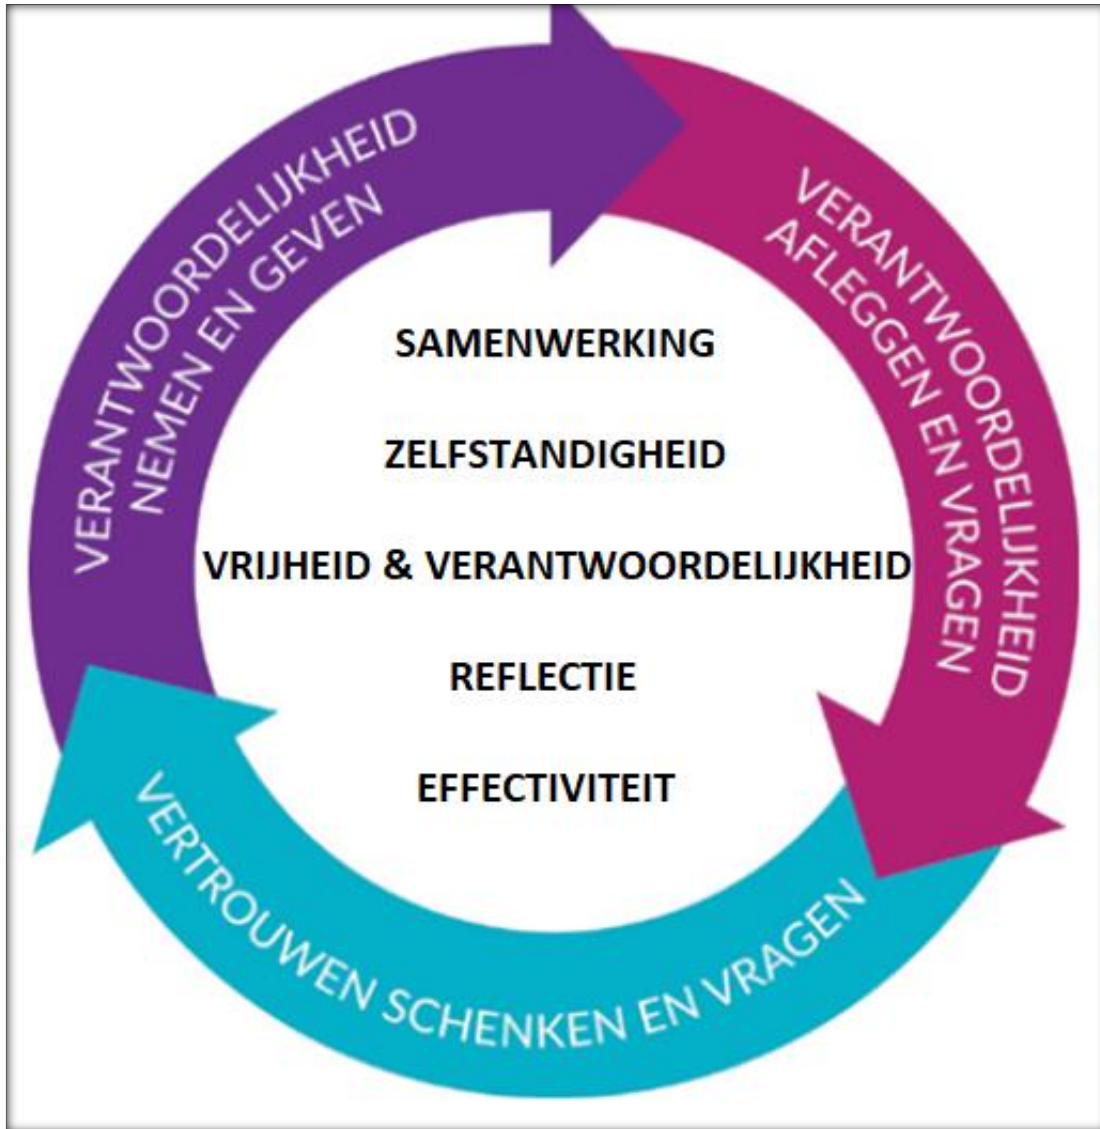 VERANTWOORDELIJKHEID
NEMEN EN GEVEN
VERANTWOORDELIJKHEID
AFLEGGEN EN VRAGEN
SAMENWERKING
ZELFSTANDIGHEID
VRIJHEID & VERANTWOORDELIJKHEID
REFLECTIE
EFFECTIVITEIT
VERTROUWEN SCHENKEN EN VRAGEN